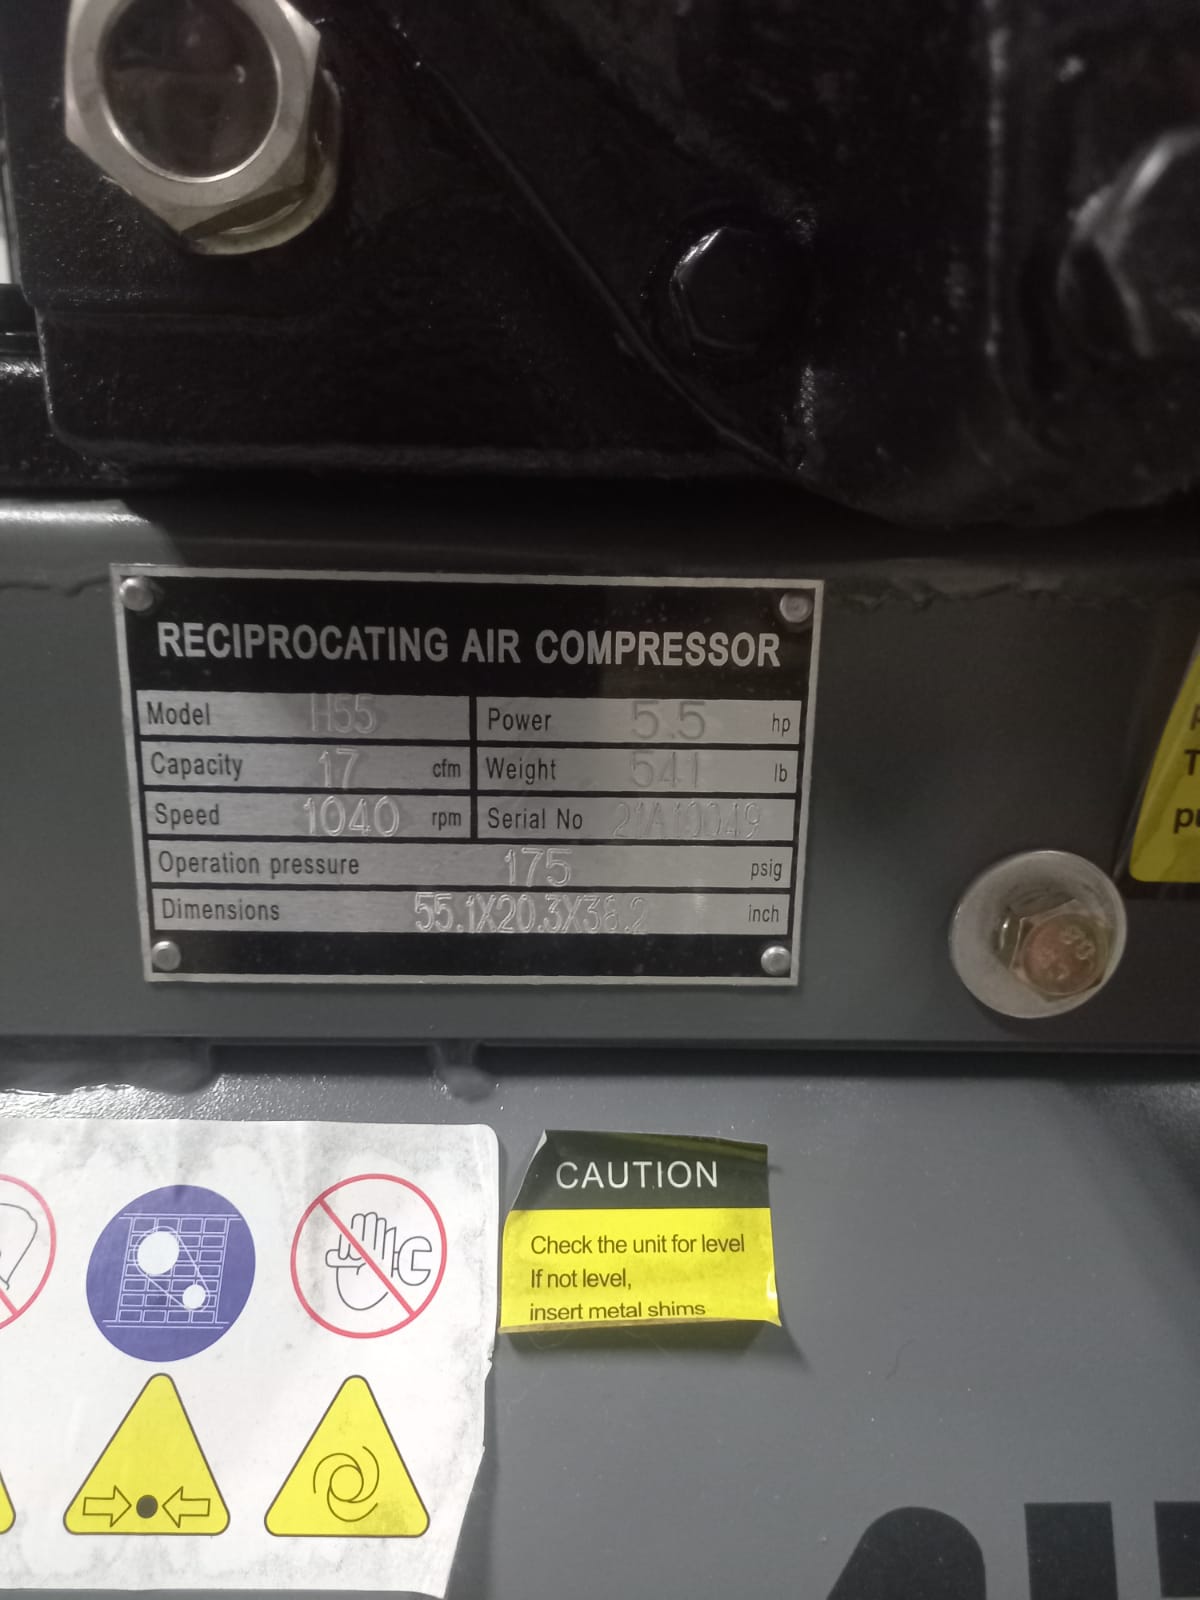 RECIPROCATING AIR COMPRESSOR
Model H55 Power 5.5 hp
Capacity 17 cfm Weight 541 lb
Speed 1040 rpm Serial No 21A10049
Operation pressure 175 psig
Dimensions 55.1X20.3X38.2 inch
CAUTION
Check the unit for level
If not level,
insert metal shims